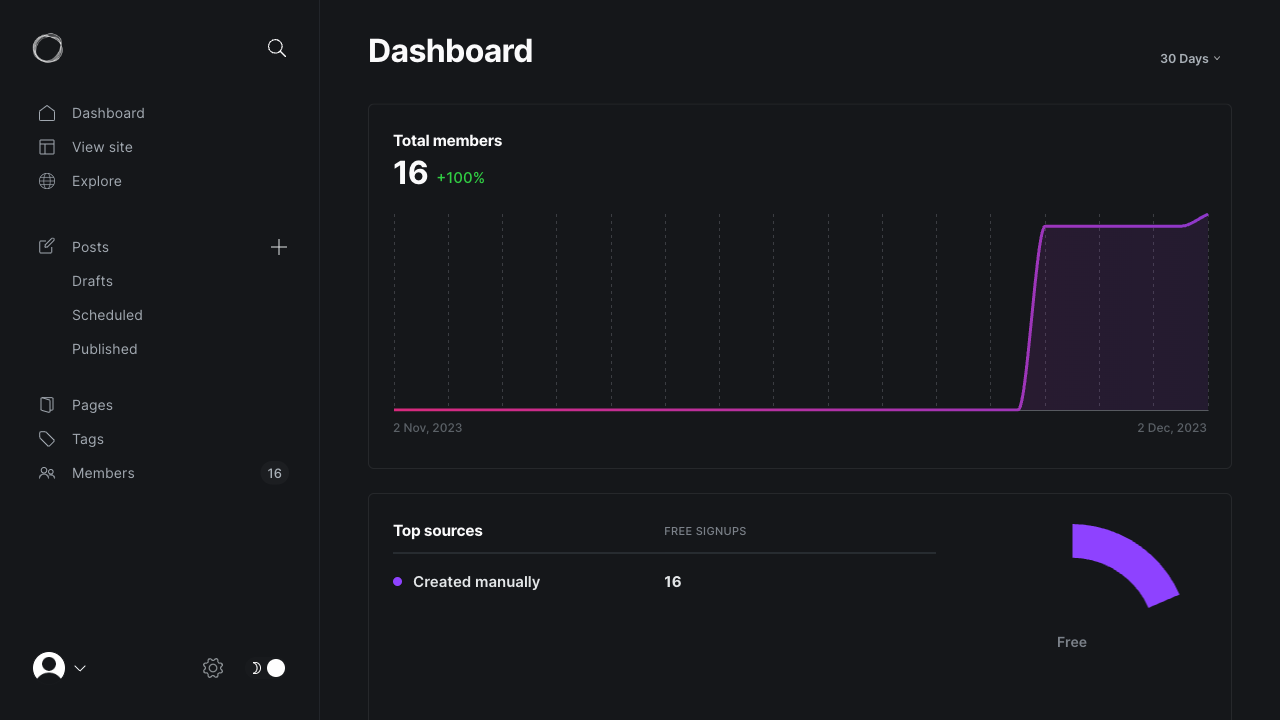 Dashboard
View site
Explore
Posts
Drafts
Scheduled
Published
Pages
Tags
Members 16
Dashboard
30 Days
Total members
16 +100%
2 Nov, 2023 2 Dec, 2023
Top sources FREE SIGNUPS
Created manually 16
Free